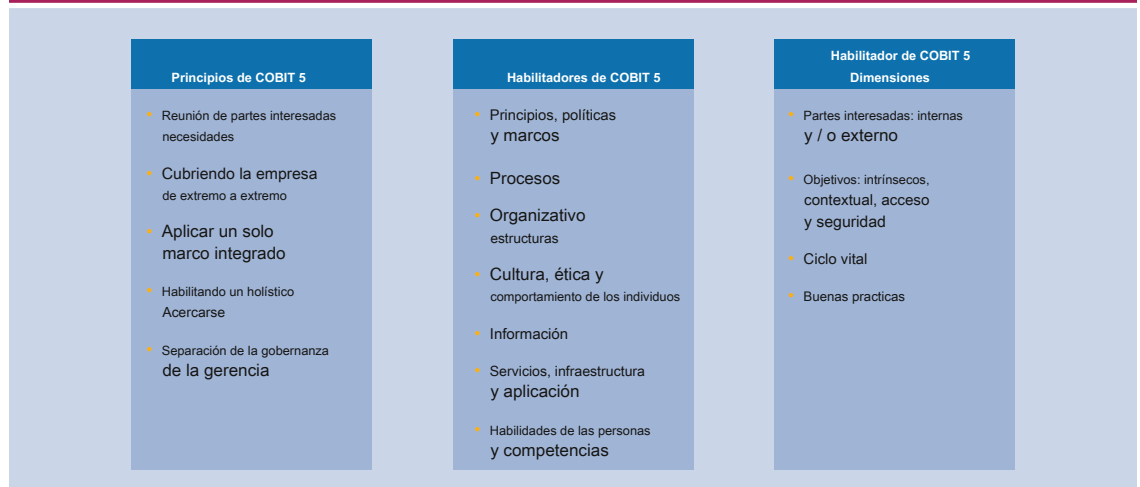 Principios de COBIT 5
Reunión de partes interesadas
necesidades
Cubriendo la empresa
de extremo a extremo
Aplicar un solo
marco integrado
Habilitando un holístico
Acercarse
Separación de la gobernanza
de la gerencia
Habilitadores de COBIT 5
Principios, políticas
y marcos
Procesos
Organizativo
estructuras
Cultura, ética y
comportamiento de los individuos
Información
Servicios, infraestructura
y aplicación
Habilidades de las personas
y competencias
Habilitador de COBIT 5
Dimensiones
Partes interesadas: internas
y / o externo
Objetivos: intrínsecos,
contextual, acceso
y seguridad
Ciclo vital
Buenas practicas